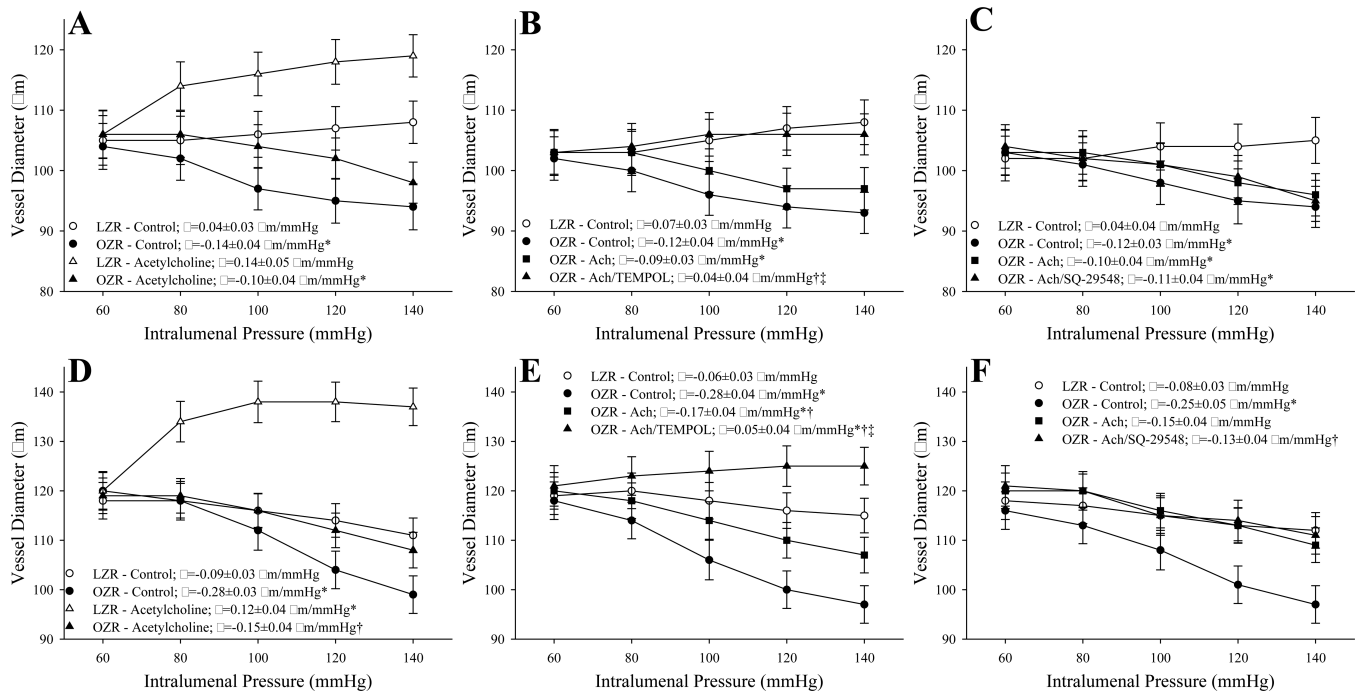 A
Vessel Diameter (□m)
120
110
100
90
80
○ LZR - Control; □=0.04±0.03 □m/mmHg
● OZR - Control; □=-0.14±0.04 □m/mmHg*
△ LZR - Acetylcholine; □=0.14±0.05 □m/mmHg
▲ OZR - Acetylcholine; □=-0.10±0.04 □m/mmHg*
60 80 100 120 140
Intralumenal Pressure (mmHg)
B
Vessel Diameter (□m)
120
110
100
90
80
○ LZR - Control; □=0.07±0.03 □m/mmHg
● OZR - Control; □=-0.12±0.04 □m/mmHg*
■ OZR - Ach; □=-0.09±0.03 □m/mmHg*
▲ OZR - Ach/TEMPOL; □=0.04±0.04 □m/mmHg†‡
60 80 100 120 140
Intralumenal Pressure (mmHg)
C
Vessel Diameter (□m)
120
110
100
90
80
○ LZR - Control; □=0.04±0.04 □m/mmHg
● OZR - Control; □=-0.12±0.03 □m/mmHg*
■ OZR - Ach; □=-0.10±0.04 □m/mmHg*
▲ OZR - Ach/SQ-29548; □=-0.11±0.04 □m/mmHg*
60 80 100 120 140
Intralumenal Pressure (mmHg)
D
Vessel Diameter (□m)
140
130
120
110
100
90
○ LZR - Control; □=-0.09±0.03 □m/mmHg
● OZR - Control; □=-0.28±0.03 □m/mmHg*
△ LZR - Acetylcholine; □=0.12±0.04 □m/mmHg*
▲ OZR - Acetylcholine; □=-0.15±0.04 □m/mmHg†
60 80 100 120 140
Intralumenal Pressure (mmHg)
E
Vessel Diameter (□m)
140
130
120
110
100
90
○ LZR - Control; □=-0.06±0.03 □m/mmHg
● OZR - Control; □=-0.28±0.04 □m/mmHg*
■ OZR - Ach; □=-0.17±0.04 □m/mmHg*†
▲ OZR - Ach/TEMPOL; □=0.05±0.04 □m/mmHg*†‡
60 80 100 120 140
Intralumenal Pressure (mmHg)
F
Vessel Diameter (□m)
140
130
120
110
100
90
○ LZR - Control; □=-0.08±0.03 □m/mmHg
● OZR - Control; □=-0.25±0.05 □m/mmHg*
■ OZR - Ach; □=-0.15±0.04 □m/mmHg
▲ OZR - Ach/SQ-29548; □=-0.13±0.04 □m/mmHg†
60 80 100 120 140
Intralumenal Pressure (mmHg)